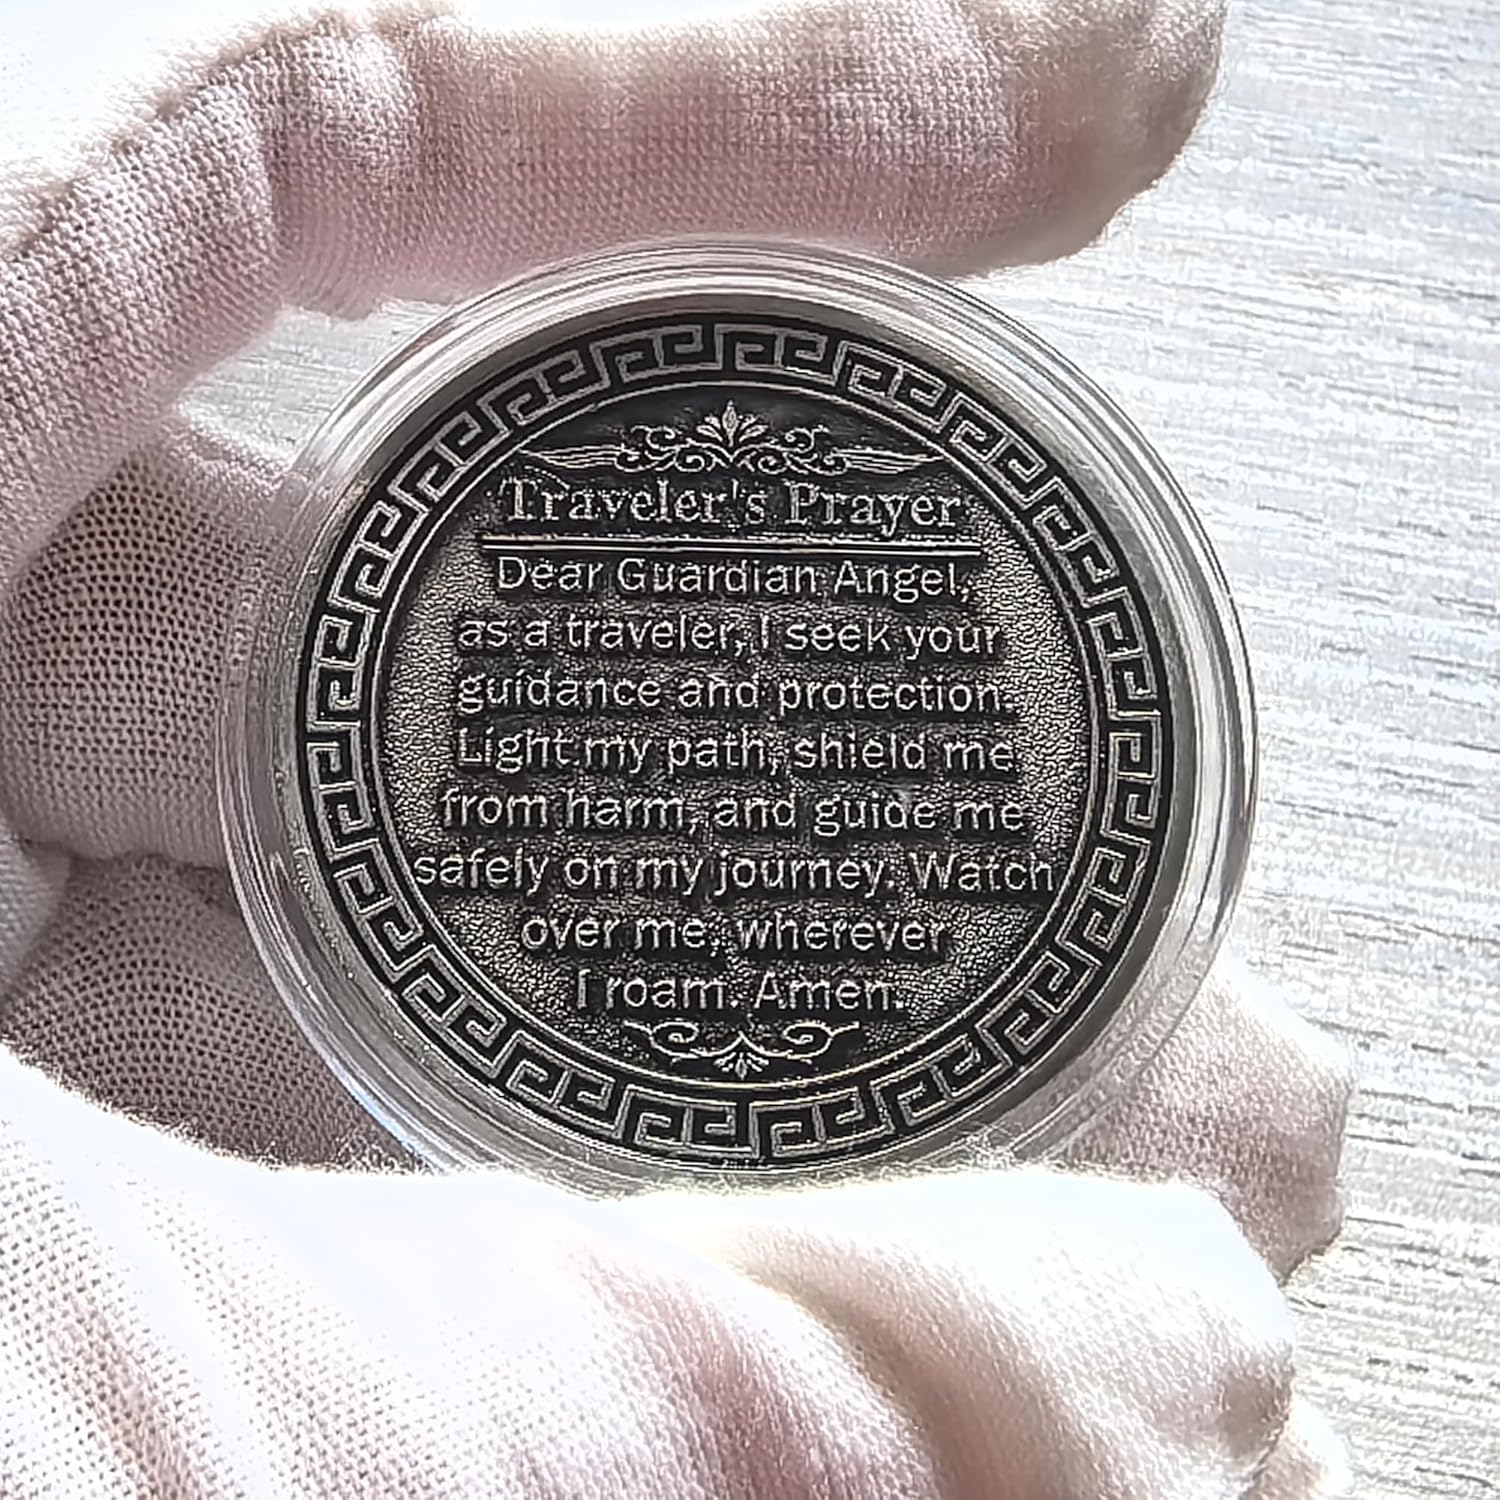 Traveler's Prayer
Dear Guardian Angel,
as a traveler, I seek your
guidance and protection.
Light my path, shield me
from harm, and guide me
safely on my journey. Watch
over me, wherever
I roam. Amen.